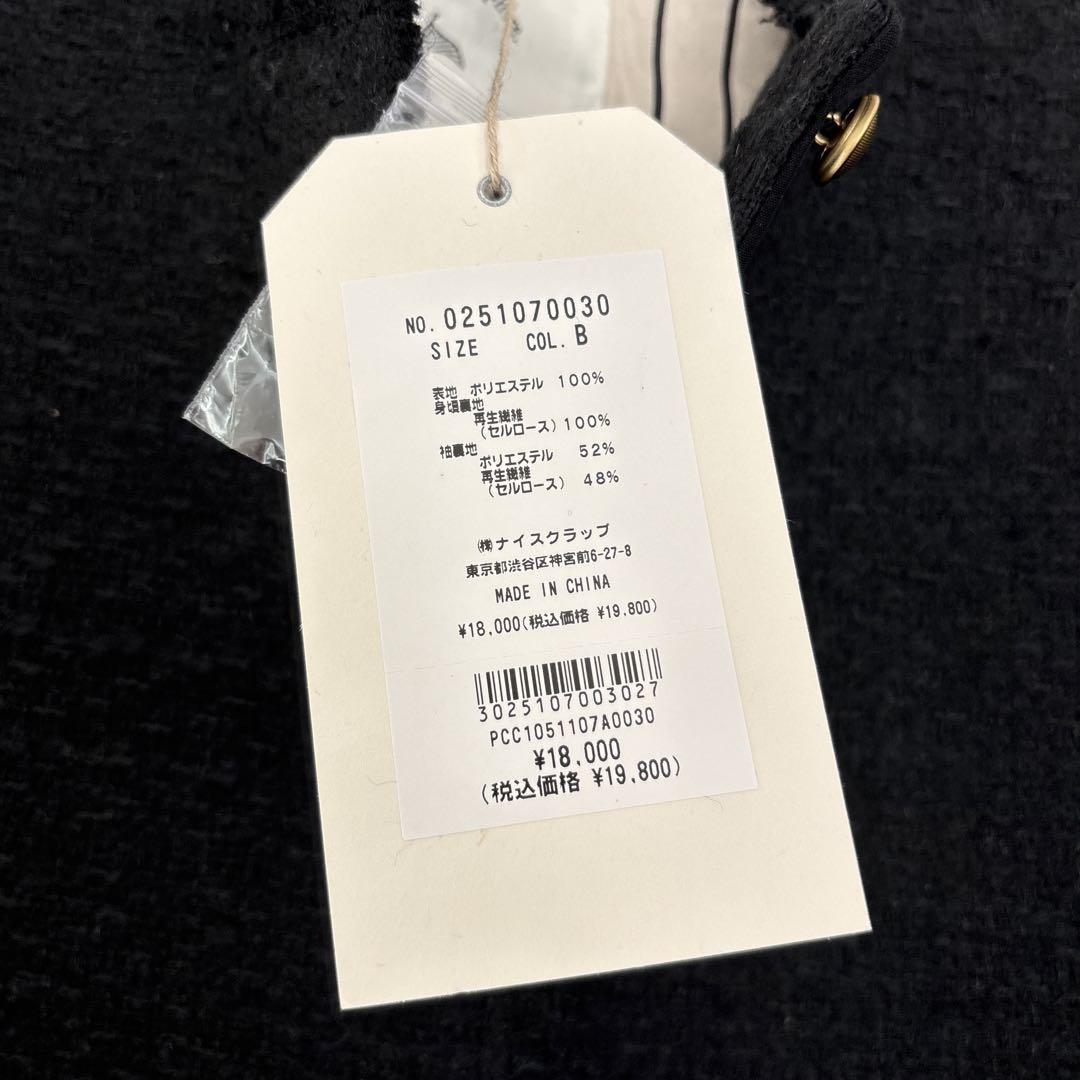 NO. 0251070030
SIZE COL. B
表地 ポリエステル 100%
身頃裏地
再生繊維
(セルロース) 100%
袖裏地
ポリエステル 52%
再生繊維
(セルロース) 48%
㈱ナイスクラップ
東京都渋谷区神宮前6-27-8
MADE IN CHINA
¥18,000(税込価格 ¥19,800)
3025107003027
PCC1051107A0030
¥18,000
(税込価格 ¥19,800)